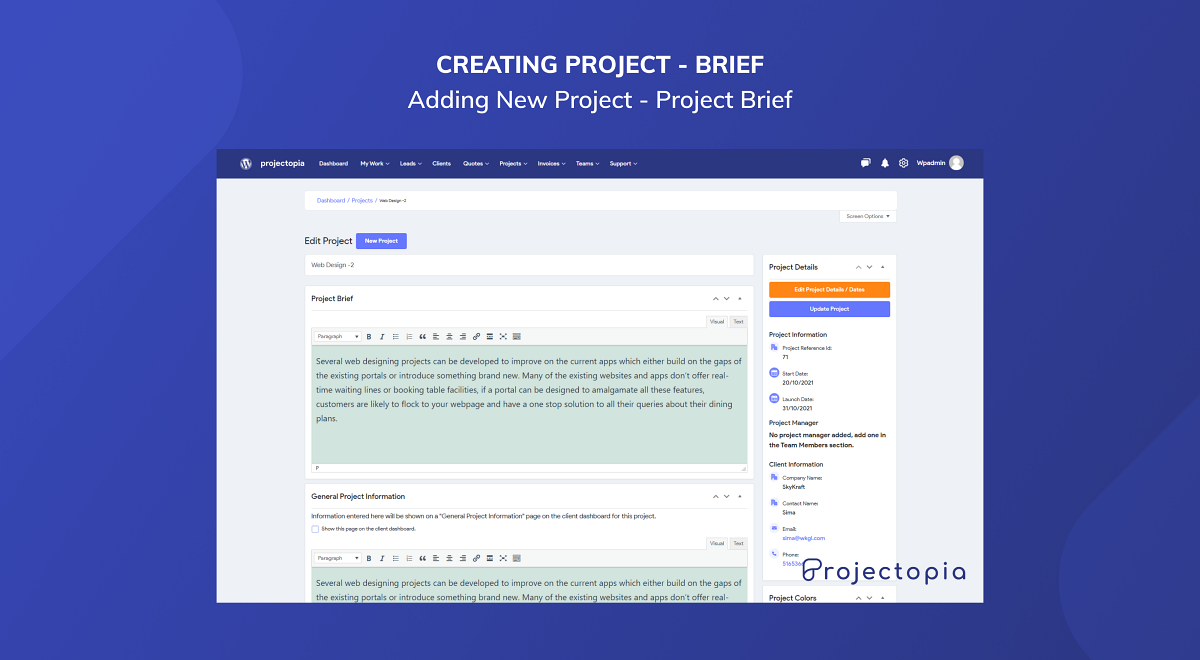 CREATING PROJECT - BRIEF
Adding New Project - Project Brief
projectopia Dashboard My Work Leads Clients Quotes Projects Invoices Teams Support Wpadmin
Dashboard / Projects / Web Design -2
Screen Options
Edit Project New Project
Web Design -2
Project Brief
Visual Text
Paragraph B I
Several web designing projects can be developed to improve on the current apps which either build on the gaps of
the existing portals or introduce something brand new. Many of the existing websites and apps don't offer real-
time waiting lines or booking table facilities, if a portal can be designed to amalgamate all these features,
customers are likely to flock to your webpage and have a one stop solution to all their queries about their dining
plans.
P
General Project Information
Information entered here will be shown on a "General Project Information" page on the client dashboard for this project.
Show this page on the client dashboard.
Visual Text
Paragraph B I
Several web designing projects can be developed to improve on the current apps which either build on the gaps of
the existing portals or introduce something brand new. Many of the existing websites and apps don't offer real-
Project Details
Edit Project Details / Dates
Update Project
Project Information
Project Reference Id:
71
Start Date:
20/10/2021
Launch Date:
31/10/2021
Project Manager
No project manager added, add one in
the Team Members section.
Client Information
Company Name:
SkyKraft
Contact Name:
Sima
Email:
sima@wkgl.com
Phone:
Projectopia
Project Colors